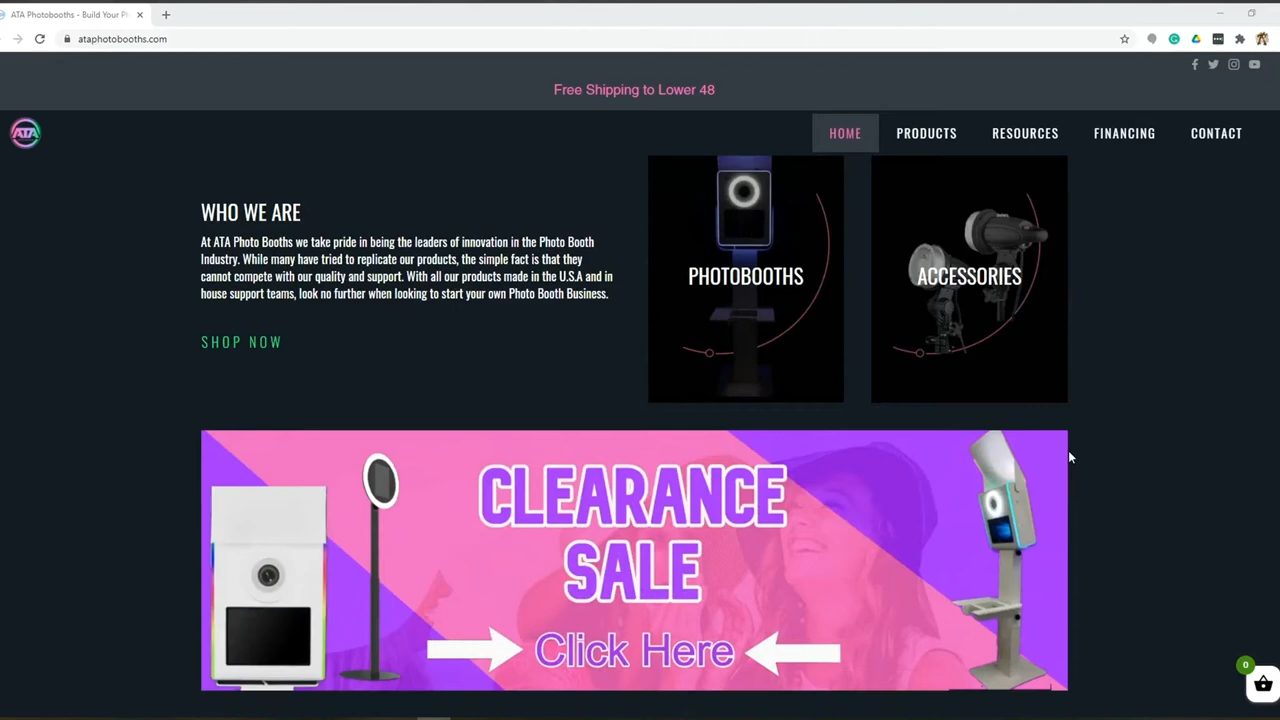 ATA Photobooths - Build Your Ph
ataphotobooths.com
Free Shipping to Lower 48
ATA
HOME
PRODUCTS
RESOURCES
FINANCING
CONTACT
WHO WE ARE
At ATA Photo Booths we take pride in being the leaders of innovation in the Photo Booth
Industry. While many have tried to replicate our products, the simple fact is that they
cannot compete with our quality and support. With all our products made in the U.S.A and in
house support teams, look no further when looking to start your own Photo Booth Business.
SHOP NOW
PHOTOBOOTHS
ACCESSORIES
CLEARANCE
SALE
Click Here
0